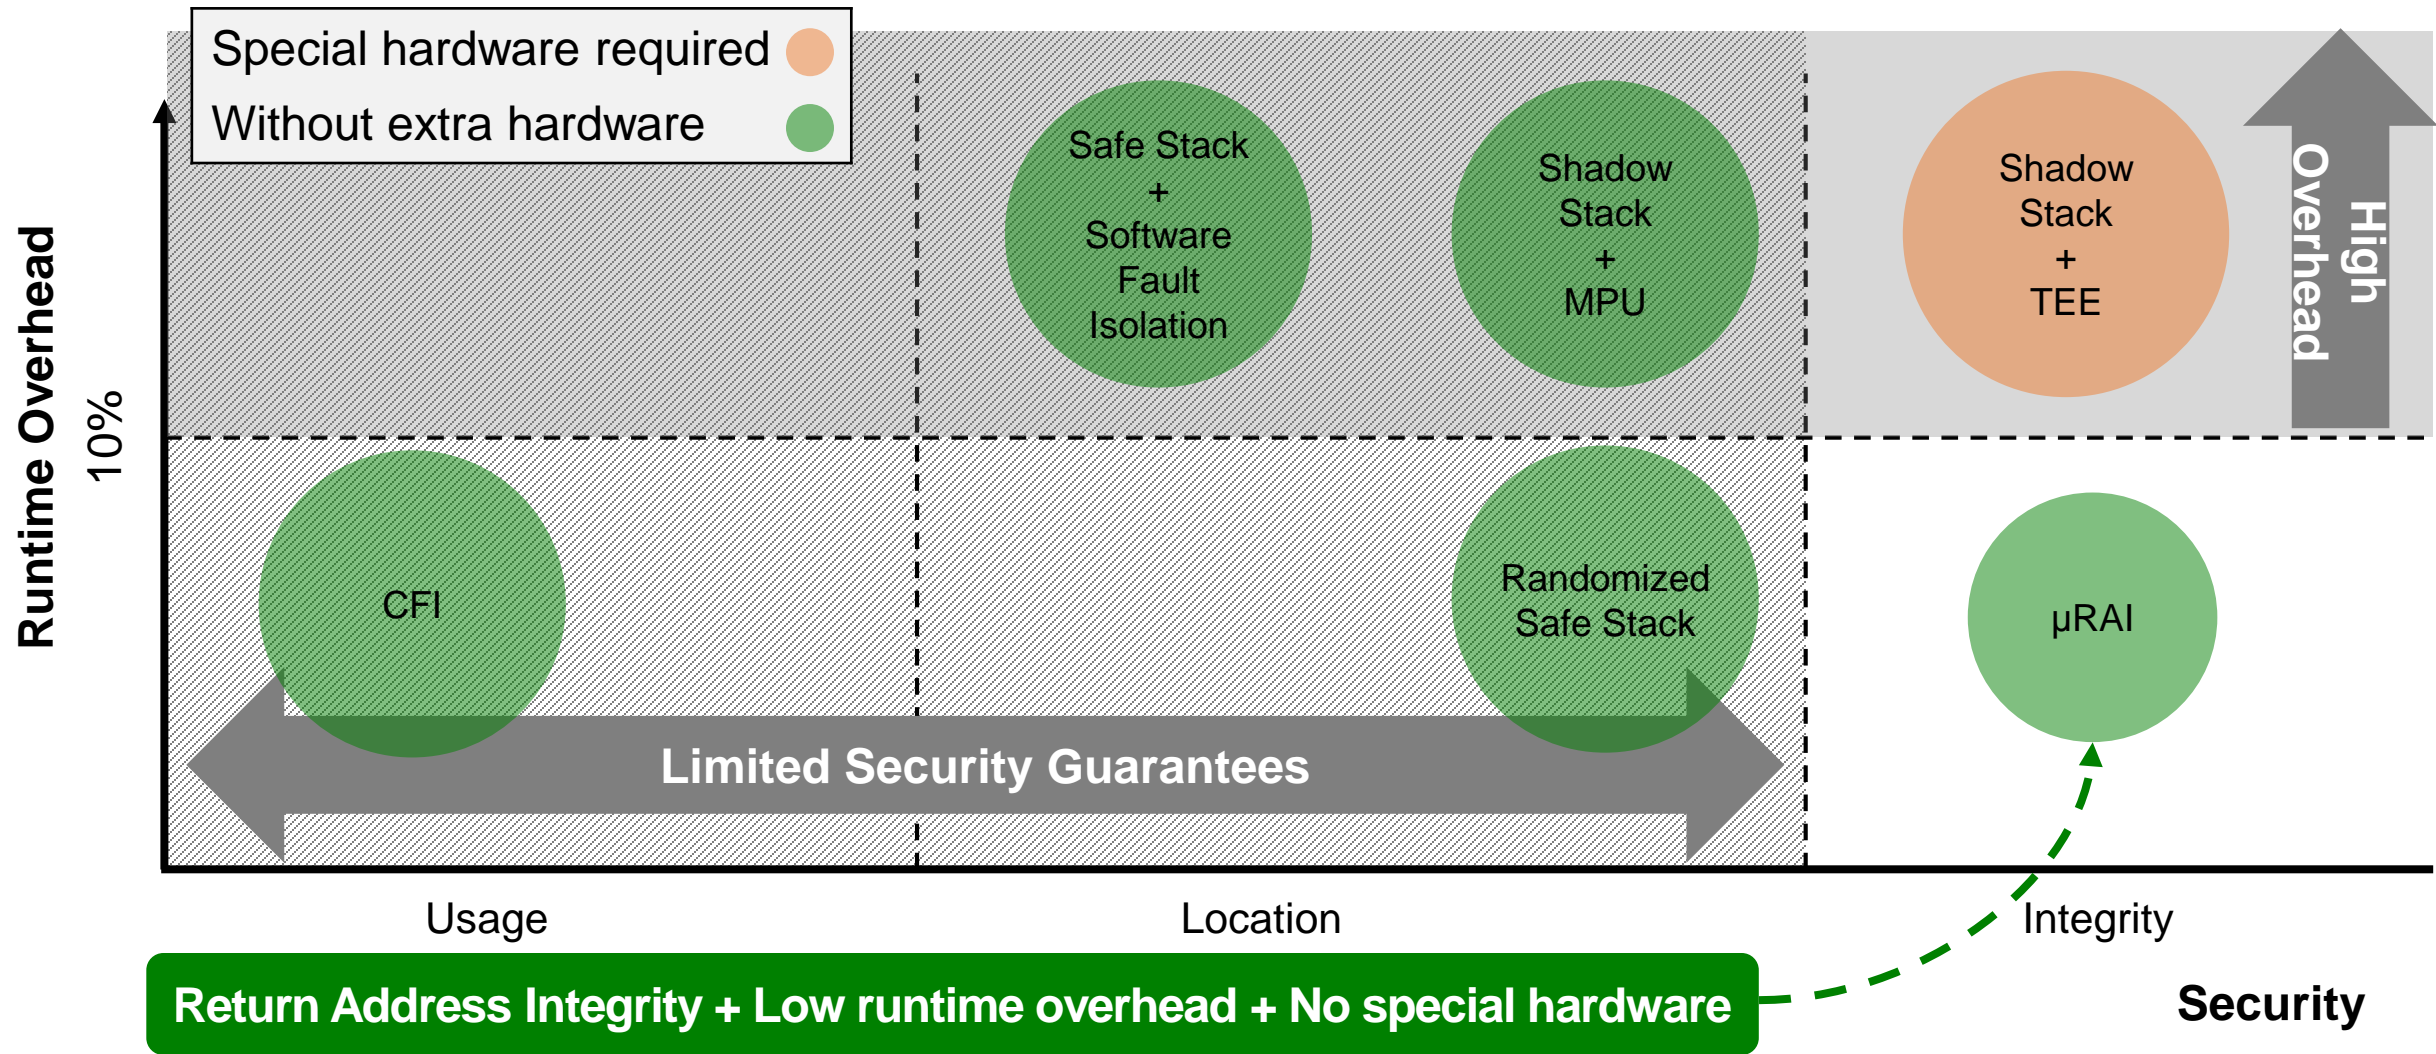 Special hardware required
Without extra hardware
Runtime Overhead
10%
Safe Stack
+
Software
Fault
Isolation
Shadow
Stack
+
MPU
Shadow
Stack
+
TEE
High
Overhead
CFI
Randomized
Safe Stack
µRAI
Limited Security Guarantees
Usage
Location
Integrity
Return Address Integrity + Low runtime overhead + No special hardware
Security